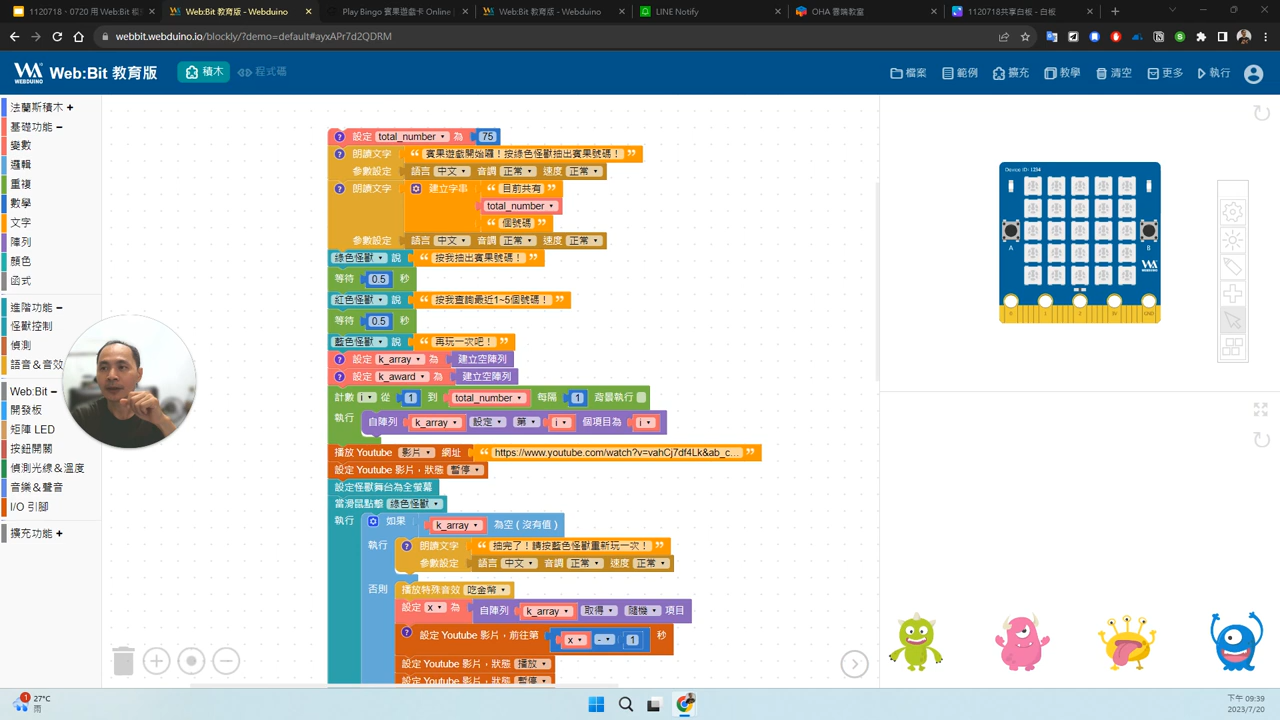 1120718 - 0720 用 Web:Bit 模
Web:Bit 教育版 - Webduino
Play Bingo 賓果遊戲卡 Online
Web:Bit 教育版 - Webduino
LINE Notify
OHA 雲端教室
1120718共享白板 - 白板
webbit.webduino.io/blockly/?demo=default#ayxAPr7d2QDRM
WEBDUINO
Web:Bit 教育版
積木
程式碼
檔案
範例
擴充
教學
清空
更多
執行
法蘭斯積木 +
基礎功能 −
變數
邏輯
重複
數學
文字
陣列
顏色
函式
進階功能 −
怪獸控制
偵測
語音&音效
Web:Bit −
開發板
矩陣 LED
按鈕開關
偵測光線&溫度
音樂&聲音
I/O 引腳
擴充功能 +
設定 total_number 為 75
朗讀文字 “ 賓果遊戲開始囉!按綠色怪獸抽出賓果號碼! ”
參數設定 語言 中文 音調 正常 速度 正常
朗讀文字 建立字串 “ 目前共有 ”
total_number
“ 個號碼 ”
參數設定 語言 中文 音調 正常 速度 正常
綠色怪獸 說 “ 按我抽出賓果號碼! ”
等待 0.5 秒
紅色怪獸 說 “ 按我查詢最近1~5個號碼! ”
等待 0.5 秒
藍色怪獸 說 “ 再玩一次吧! ”
設定 k_array 為 建立空陣列
設定 k_award 為 建立空陣列
計數 i 從 1 到 total_number 每隔 1 背景執行
執行 自陣列 k_array 設定 第 i 個項目為 i
播放 Youtube 影片 網址 “ https://www.youtube.com/watch?v=vahCj7df4Lk&ab_c... ”
設定 Youtube 影片,狀態 暫停
設定怪獸舞台為全螢幕
當滑鼠點擊 綠色怪獸
執行 如果 k_array 為空 ( 沒有值 )
執行 朗讀文字 “ 抽完了!請按藍色怪獸重新玩一次! ”
參數設定 語言 中文 音調 正常 速度 正常
否則 播放特殊音效 吃金幣
設定 x 為 自陣列 k_array 取得 隨機 項目
設定 Youtube 影片,前往第 x - 1 秒
設定 Youtube 影片,狀態 播放
設定 Youtube 影片,狀態 暫停
Device ID: 1234
A
B
WEBDUINO
0
1
2
3V
GND
1
27°C
雨
下午 09:39
2023/7/20